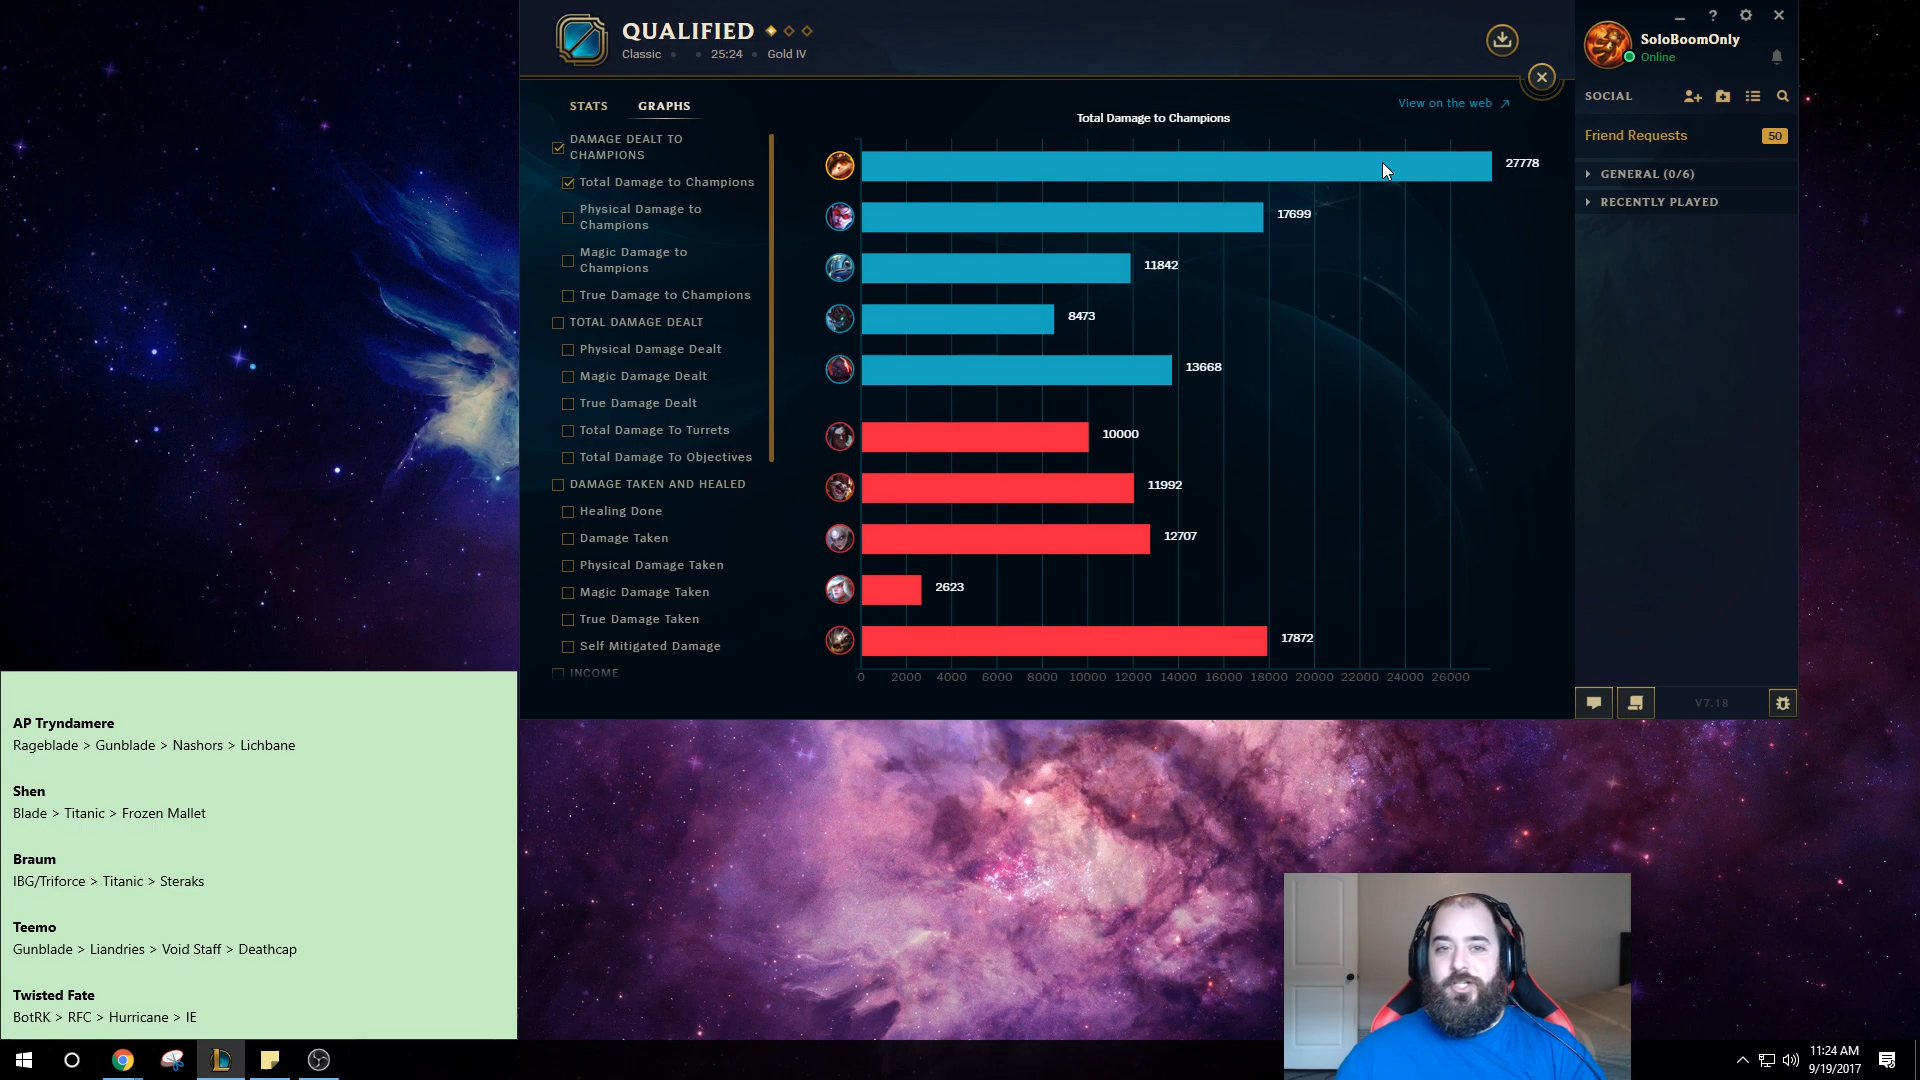 QUALIFIED
Classic • • 25:24 • Gold IV
STATS
GRAPHS
View on the web
Total Damage to Champions
DAMAGE DEALT TO
CHAMPIONS
Total Damage to Champions
Physical Damage to
Champions
Magic Damage to
Champions
True Damage to Champions
TOTAL DAMAGE DEALT
Physical Damage Dealt
Magic Damage Dealt
True Damage Dealt
Total Damage To Turrets
Total Damage To Objectives
DAMAGE TAKEN AND HEALED
Healing Done
Damage Taken
Physical Damage Taken
Magic Damage Taken
True Damage Taken
Self Mitigated Damage
INCOME
27778
17699
11842
8473
13668
10000
11992
12707
2623
17872
0 2000 4000 6000 8000 10000 12000 14000 16000 18000 20000 22000 24000 26000
?
SoloBoomOnly
Online
SOCIAL
Friend Requests 50
GENERAL (0/6)
RECENTLY PLAYED
V7.18
AP Tryndamere
Rageblade > Gunblade > Nashors > Lichbane
Shen
Blade > Titanic > Frozen Mallet
Braum
IBG/Triforce > Titanic > Steraks
Teemo
Gunblade > Liandries > Void Staff > Deathcap
Twisted Fate
BotRK > RFC > Hurricane > IE
11:24 AM
9/19/2017